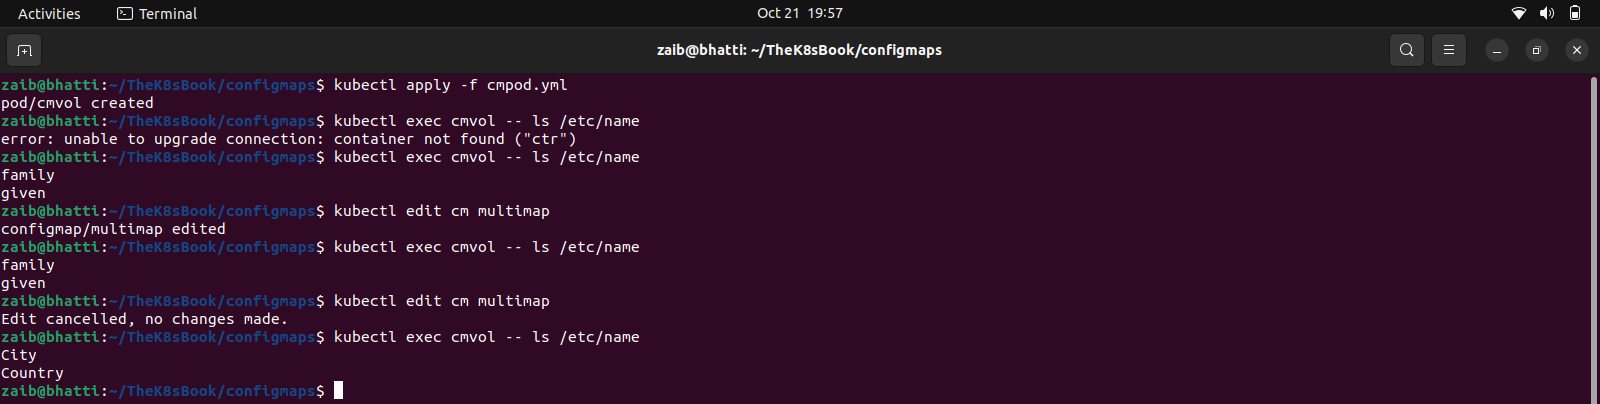 Activities Terminal Oct 21 19:57
zaib@bhatti: ~/TheK8sBook/configmaps
zaib@bhatti:~/TheK8sBook/configmaps$ kubectl apply -f cmpod.yml
pod/cmvol created
zaib@bhatti:~/TheK8sBook/configmaps$ kubectl exec cmvol -- ls /etc/name
error: unable to upgrade connection: container not found ("ctr")
zaib@bhatti:~/TheK8sBook/configmaps$ kubectl exec cmvol -- ls /etc/name
family
given
zaib@bhatti:~/TheK8sBook/configmaps$ kubectl edit cm multimap
configmap/multimap edited
zaib@bhatti:~/TheK8sBook/configmaps$ kubectl exec cmvol -- ls /etc/name
family
given
zaib@bhatti:~/TheK8sBook/configmaps$ kubectl edit cm multimap
Edit cancelled, no changes made.
zaib@bhatti:~/TheK8sBook/configmaps$ kubectl exec cmvol -- ls /etc/name
City
Country
zaib@bhatti:~/TheK8sBook/configmaps$